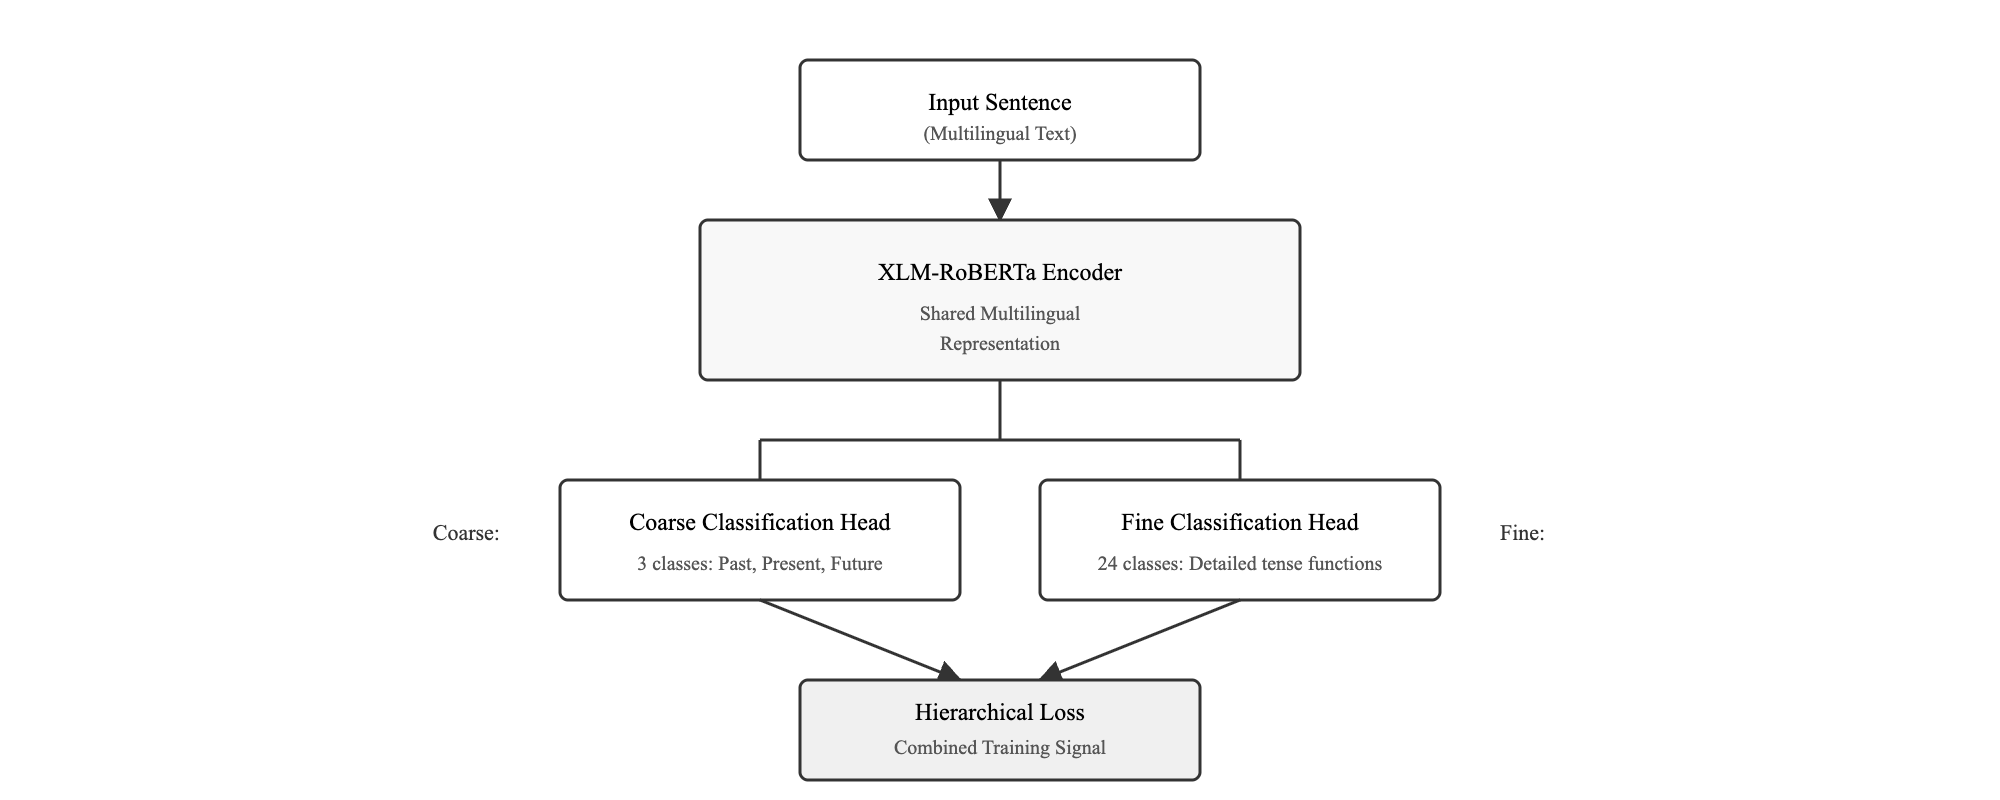 Input Sentence
(Multilingual Text)
XLM-RoBERTa Encoder
Shared Multilingual
Representation
Coarse:
Coarse Classification Head
3 classes: Past, Present, Future
Fine Classification Head
24 classes: Detailed tense functions
Fine:
Hierarchical Loss
Combined Training Signal